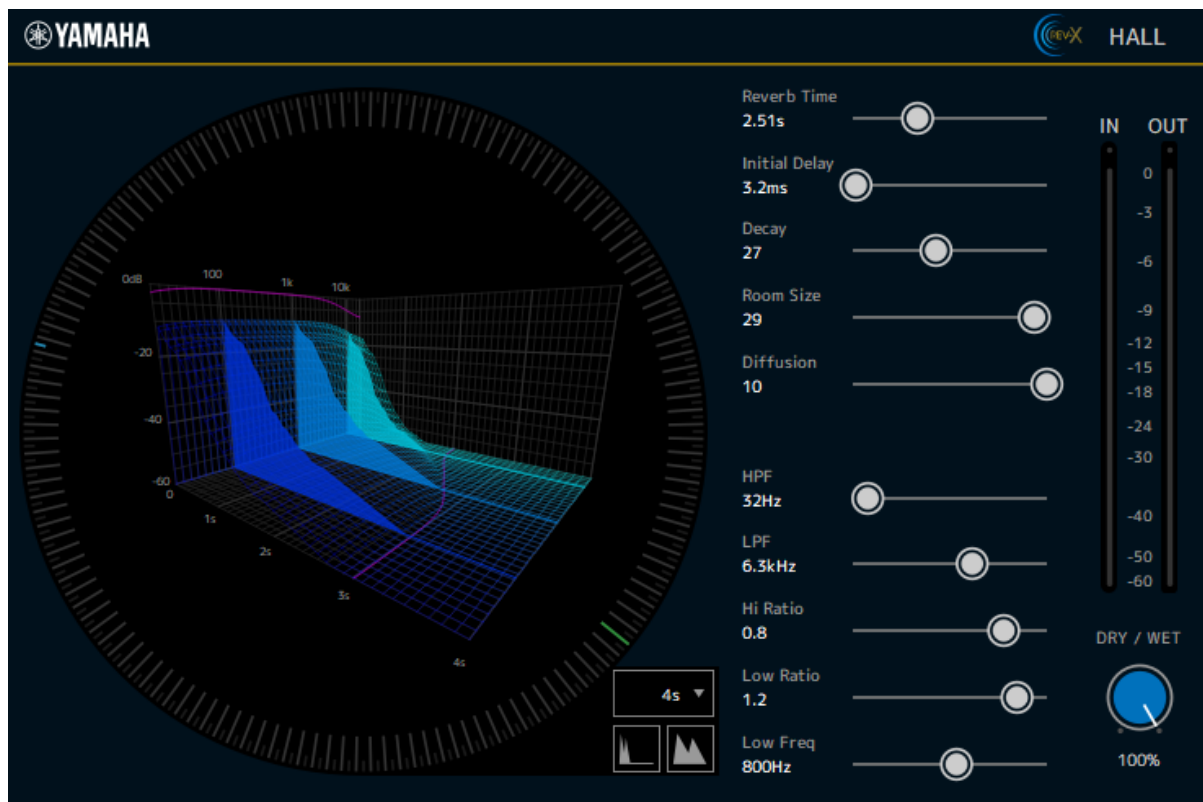 YAMAHA
REV-X HALL
Reverb Time
2.51s
Initial Delay
3.2ms
Decay
27
Room Size
29
Diffusion
10
HPF
32Hz
LPF
6.3kHz
Hi Ratio
0.8
Low Ratio
1.2
Low Freq
800Hz
IN OUT
0
-3
-6
-9
-12
-15
-18
-24
-30
-40
-50
-60
DRY / WET
100%
0dB 100 1k 10k
-20
-40
-60
0
1s
2s
3s
4s
4s